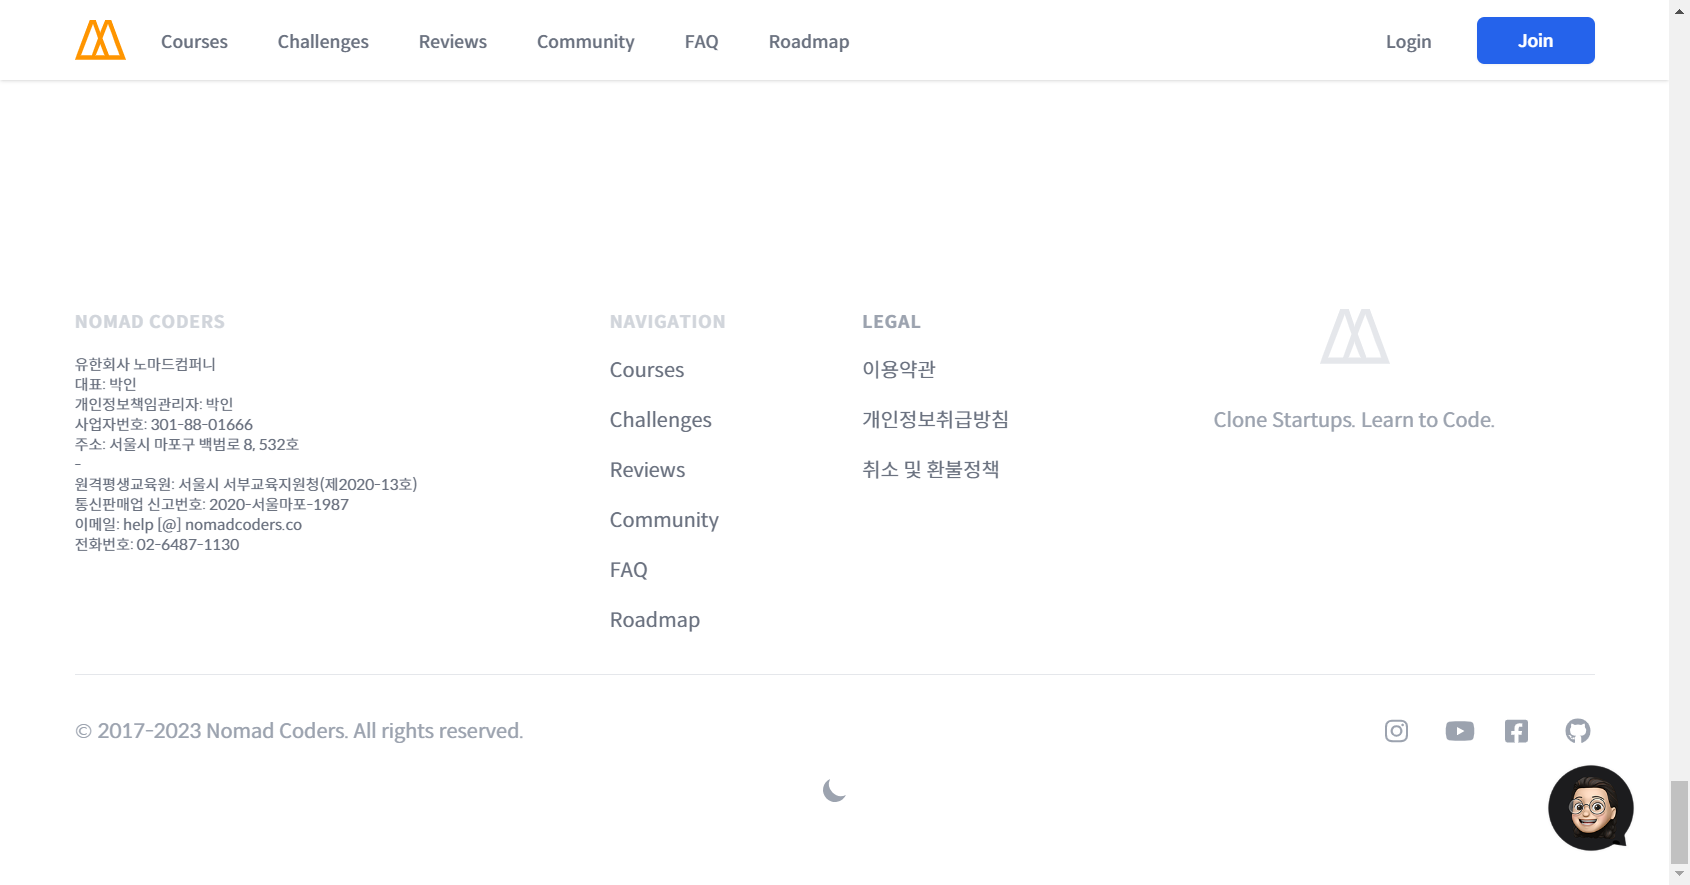 Courses Challenges Reviews Community FAQ Roadmap Login Join
NOMAD CODERS
유한회사 노마드컴퍼니
대표: 박인
개인정보책임관리자: 박인
사업자번호: 301-88-01666
주소: 서울시 마포구 백범로 8, 532호
-
원격평생교육원: 서울시 서부교육지원청(제2020-13호)
통신판매업 신고번호: 2020-서울마포-1987
이메일: help [@] nomadcoders.co
전화번호: 02-6487-1130
NAVIGATION
Courses
Challenges
Reviews
Community
FAQ
Roadmap
LEGAL
이용약관
개인정보취급방침
취소 및 환불정책
Clone Startups. Learn to Code.
© 2017-2023 Nomad Coders. All rights reserved.